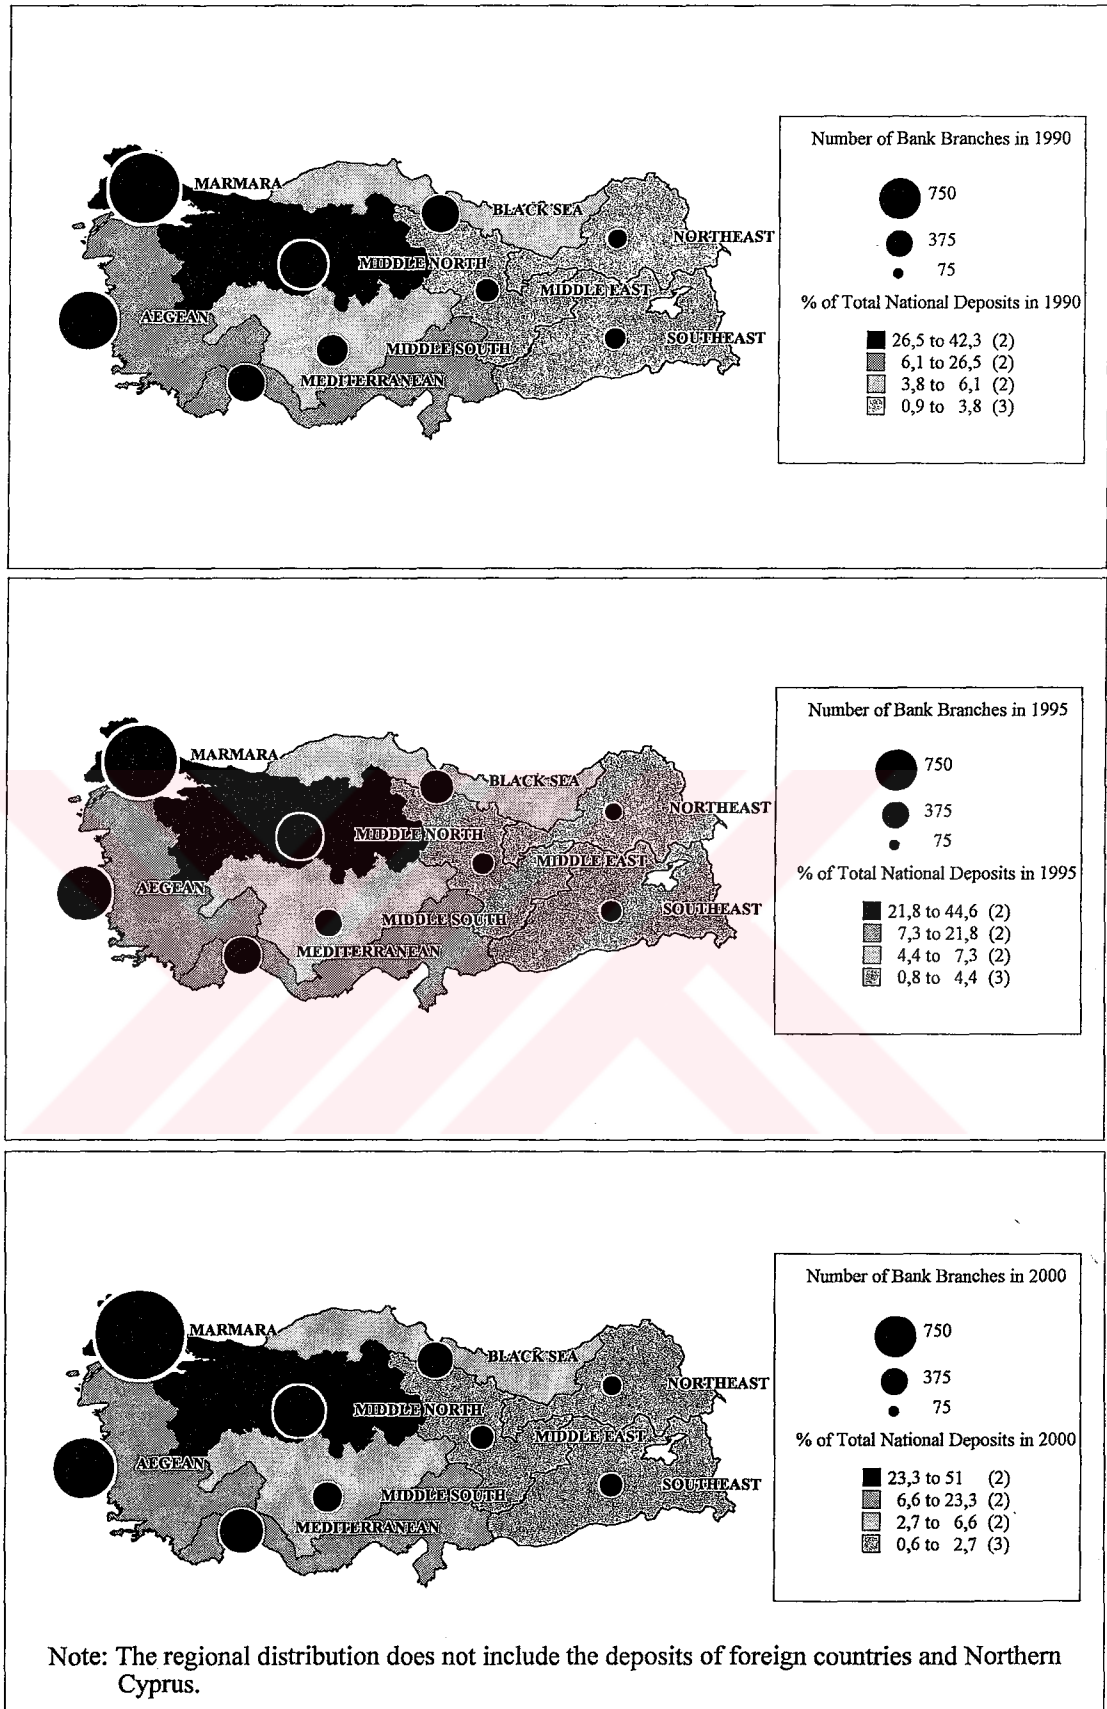 Number of Bank Branches in 1990
750
375
75
% of Total National Deposits in 1990
26,5 to 42,3 (2)
6,1 to 26,5 (2)
3,8 to 6,1 (2)
0,9 to 3,8 (3)
MARMARA
BLACK SEA
NORTHEAST
MIDDLE NORTH
MIDDLE EAST
AEGEAN
SOUTHEAST
MIDDLE SOUTH
MEDITERRANEAN
Number of Bank Branches in 1995
750
375
75
% of Total National Deposits in 1995
21,8 to 44,6 (2)
7,3 to 21,8 (2)
4,4 to 7,3 (2)
0,8 to 4,4 (3)
MARMARA
BLACK SEA
NORTHEAST
MIDDLE NORTH
MIDDLE EAST
AEGEAN
SOUTHEAST
MIDDLE SOUTH
MEDITERRANEAN
Number of Bank Branches in 2000
750
375
75
% of Total National Deposits in 2000
23,3 to 51 (2)
6,6 to 23,3 (2)
2,7 to 6,6 (2)
0,6 to 2,7 (3)
MARMARA
BLACK SEA
NORTHEAST
MIDDLE NORTH
MIDDLE EAST
AEGEAN
SOUTHEAST
MIDDLE SOUTH
MEDITERRANEAN
Note: The regional distribution does not include the deposits of foreign countries and Northern
Cyprus.